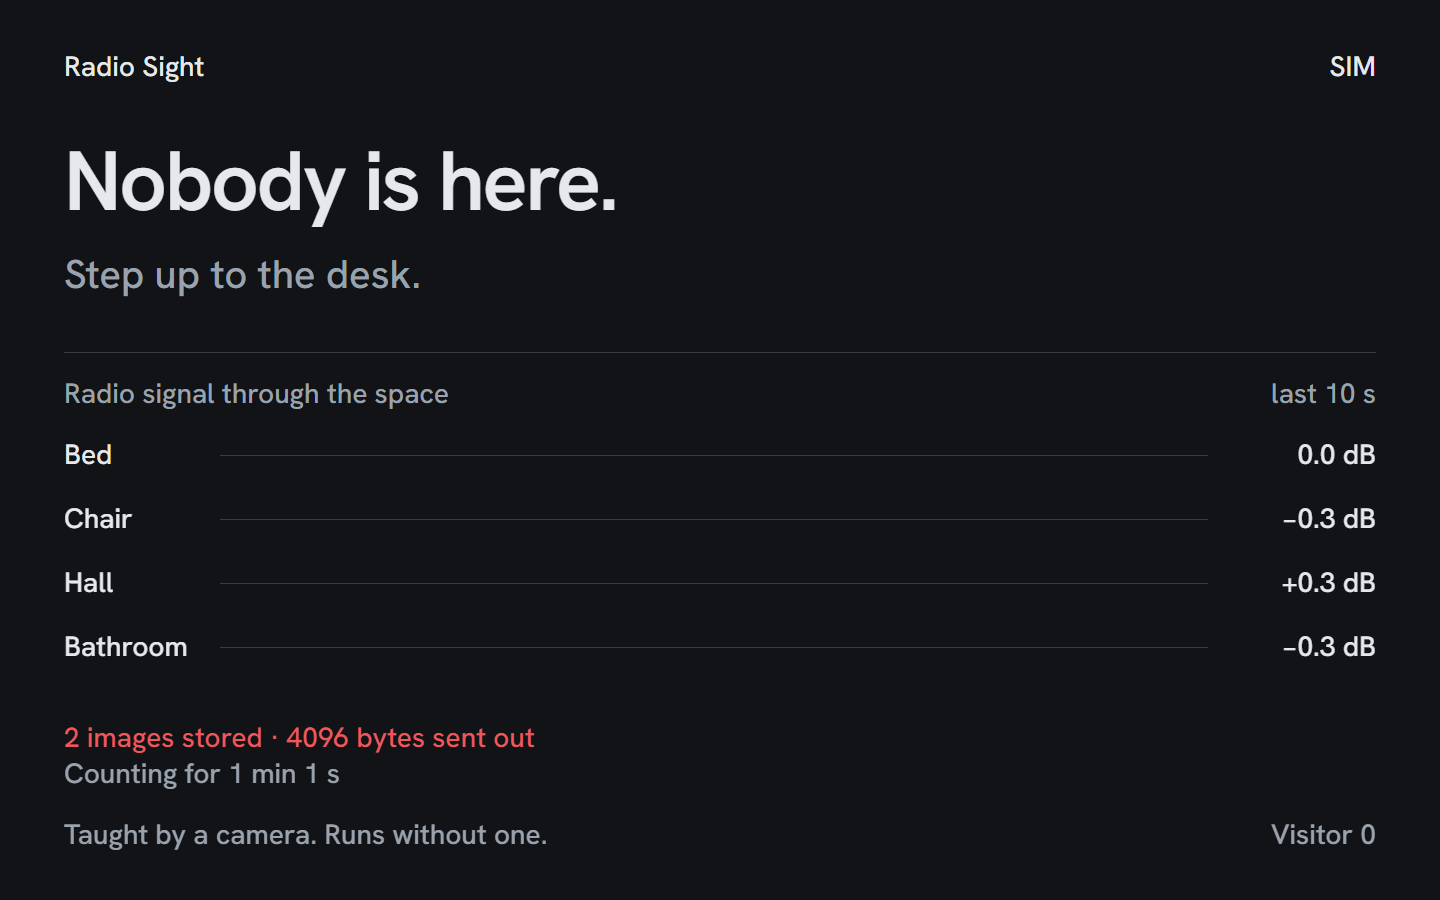 Radio Sight
SIM
Nobody is here.
Step up to the desk.
Radio signal through the space
last 10 s
Bed
0.0 dB
Chair
−0.3 dB
Hall
+0.3 dB
Bathroom
−0.3 dB
2 images stored · 4096 bytes sent out
Counting for 1 min 1 s
Taught by a camera. Runs without one.
Visitor 0